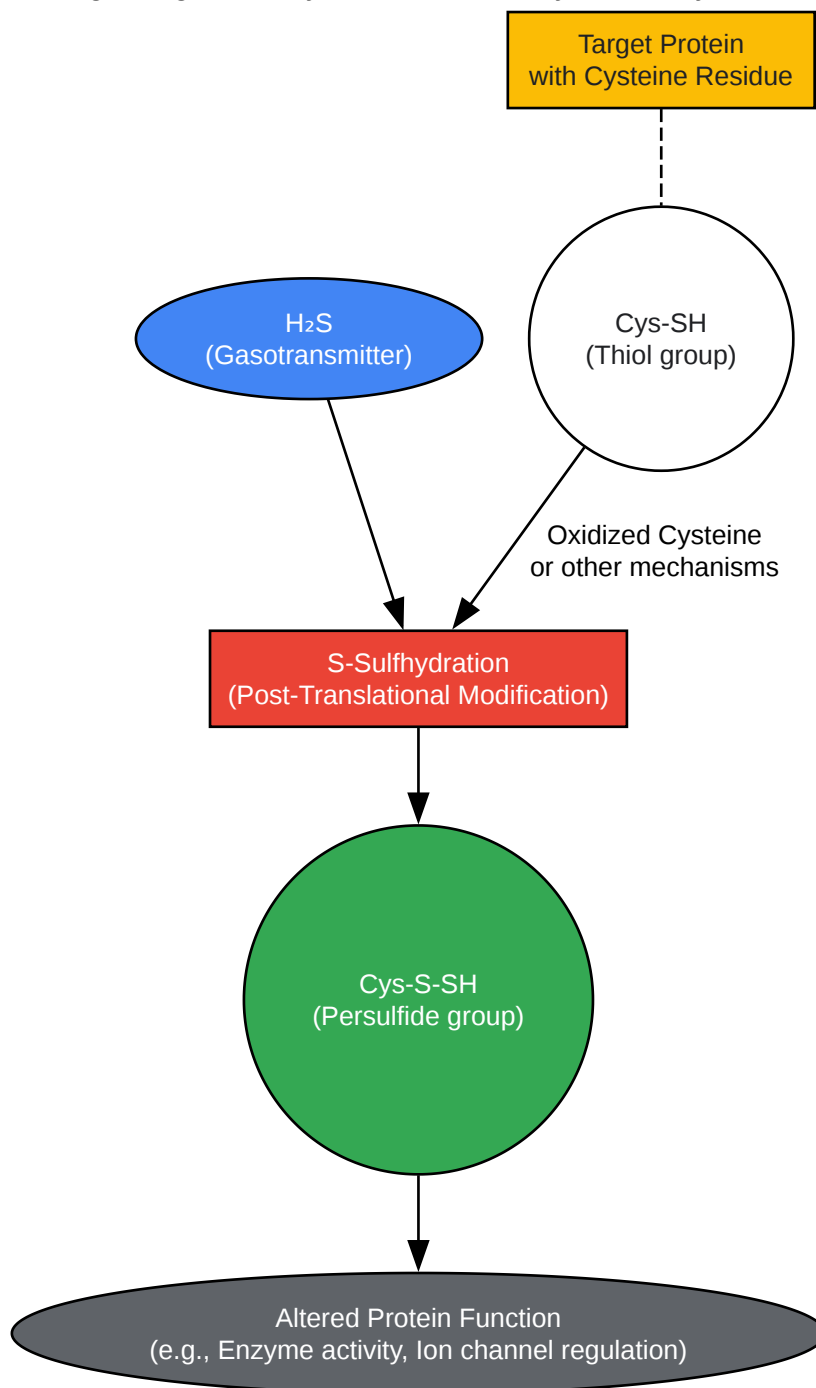 Target Protein
with Cysteine Residue
H₂S
(Gasotransmitter)
Cys-SH
(Thiol group)
Oxidized Cysteine
or other mechanisms
S-Sulfhydration
(Post-Translational Modification)
Cys-S-SH
(Persulfide group)
Altered Protein Function
(e.g., Enzyme activity, Ion channel regulation)